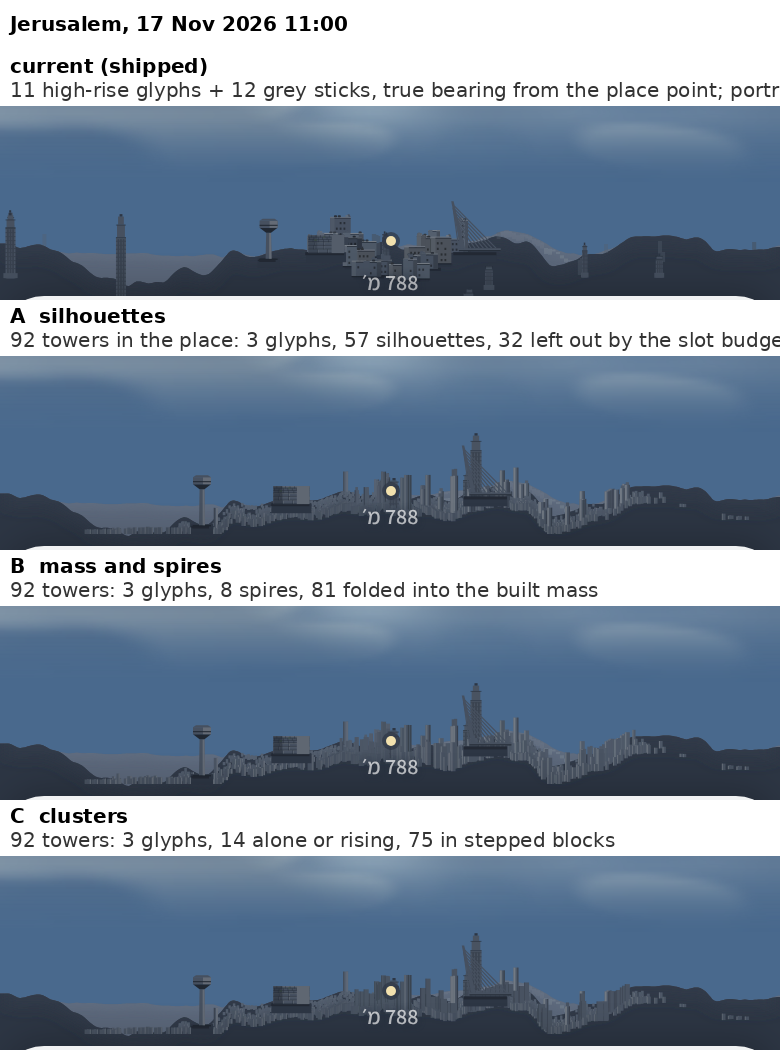 Jerusalem, 17 Nov 2026 11:00
current (shipped)
11 high-rise glyphs + 12 grey sticks, true bearing from the place point; portr
788 מ׳
A silhouettes
92 towers in the place: 3 glyphs, 57 silhouettes, 32 left out by the slot budge
788 מ׳
B mass and spires
92 towers: 3 glyphs, 8 spires, 81 folded into the built mass
788 מ׳
C clusters
92 towers: 3 glyphs, 14 alone or rising, 75 in stepped blocks
788 מ׳